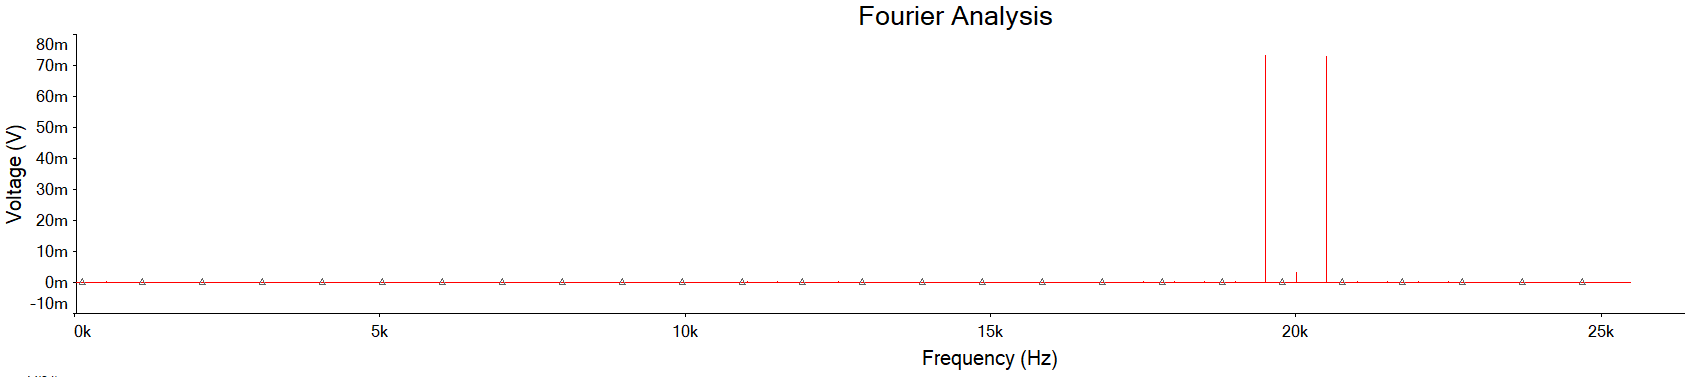 Fourier Analysis
80m
70m
60m
50m
40m
30m
20m
10m
0m
-10m
Voltage (V)
0k 5k 10k 15k 20k 25k
Frequency (Hz)